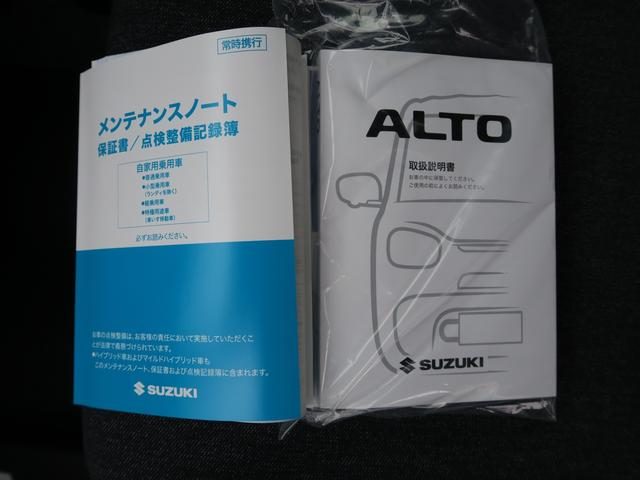 常時携行
メンテナンスノート
保証書/点検整備記録簿
自家用乗用車
●普通乗用車
●小型乗用車
(ランディを除く)
●軽乗用車
●特種用途車
(車いす移動車)
必ずお読みください。
お車の点検整備は、お客様の責任において実施していただくこ
とが法律で義務づけられています。
●ハイブリッド車およびマイルドハイブリッド車も
このメンテナンスノート、保証書および点検記録簿に含まれます。
SUZUKI
ALTO
取扱説明書
お車の中に保管してください。
ご使用の前によくお読みください。
SUZUKI